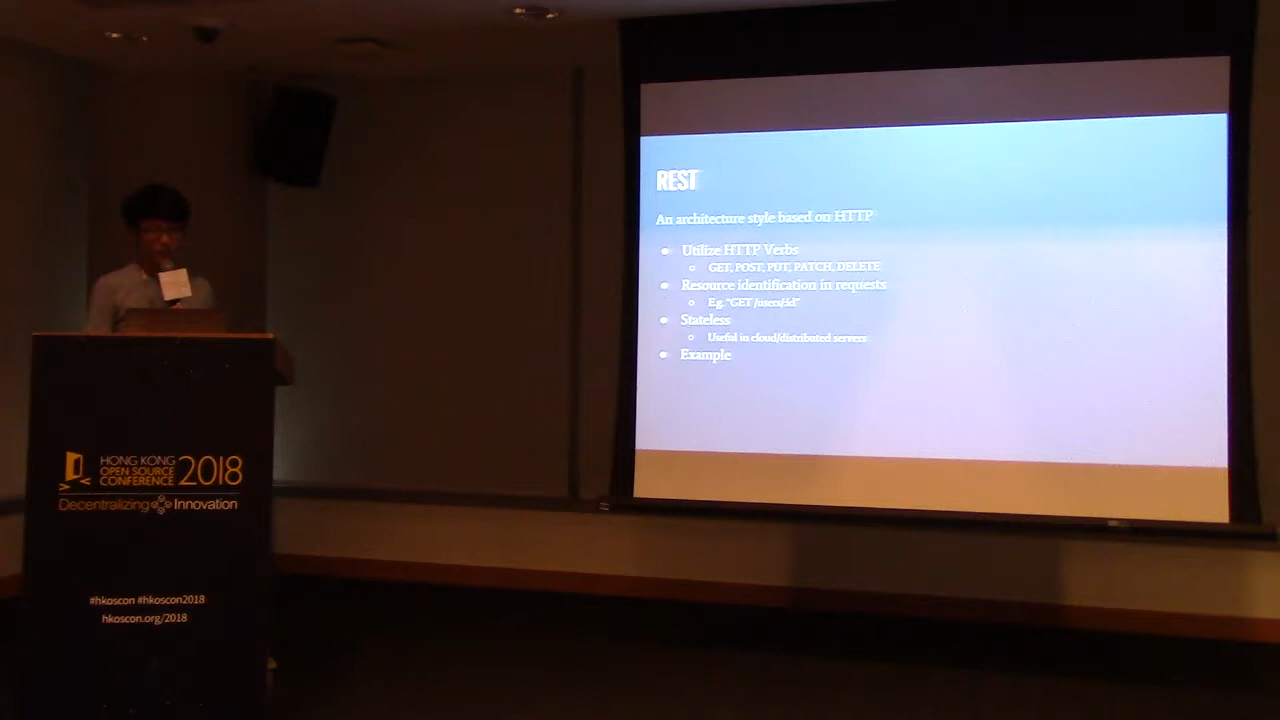 REST
An architecture style based on HTTP
Utilize HTTP Verbs
GET, POST, PUT, PATCH, DELETE
Resource identification in requests
E.g. "GET /users/:id"
Stateless
Useful in cloud/distributed servers
Example
HONG KONG
OPEN SOURCE
CONFERENCE 2018
Decentralizing Innovation
#hkoscon #hkoscon2018
hkoscon.org/2018